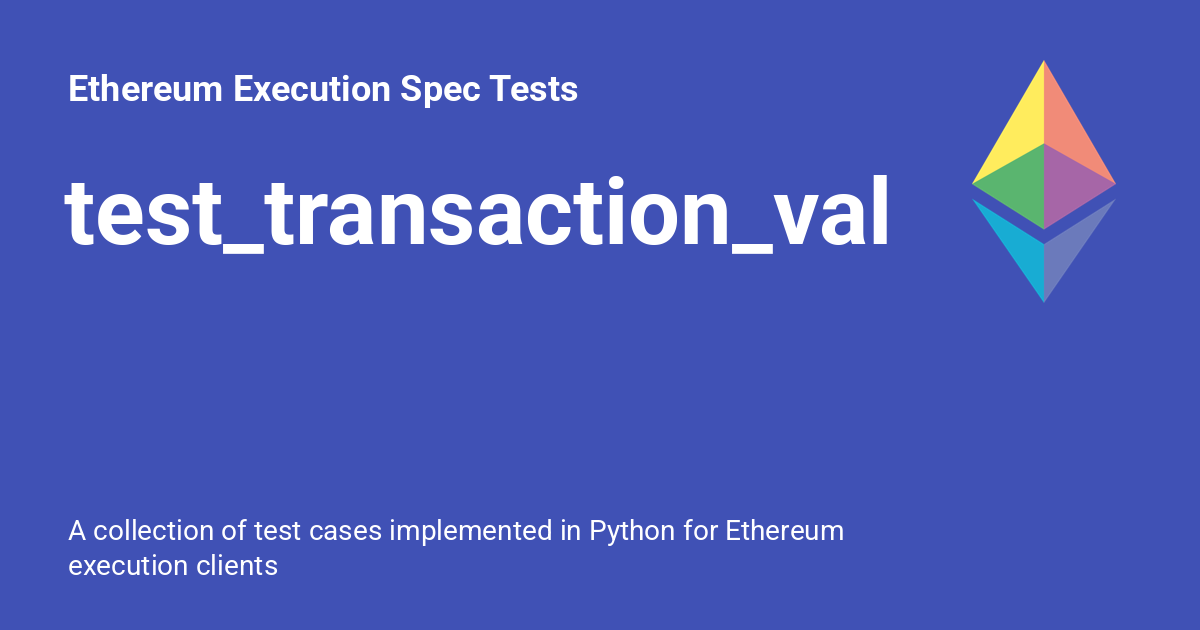 Ethereum Execution Spec Tests
test_transaction_val
A collection of test cases implemented in Python for Ethereum
execution clients